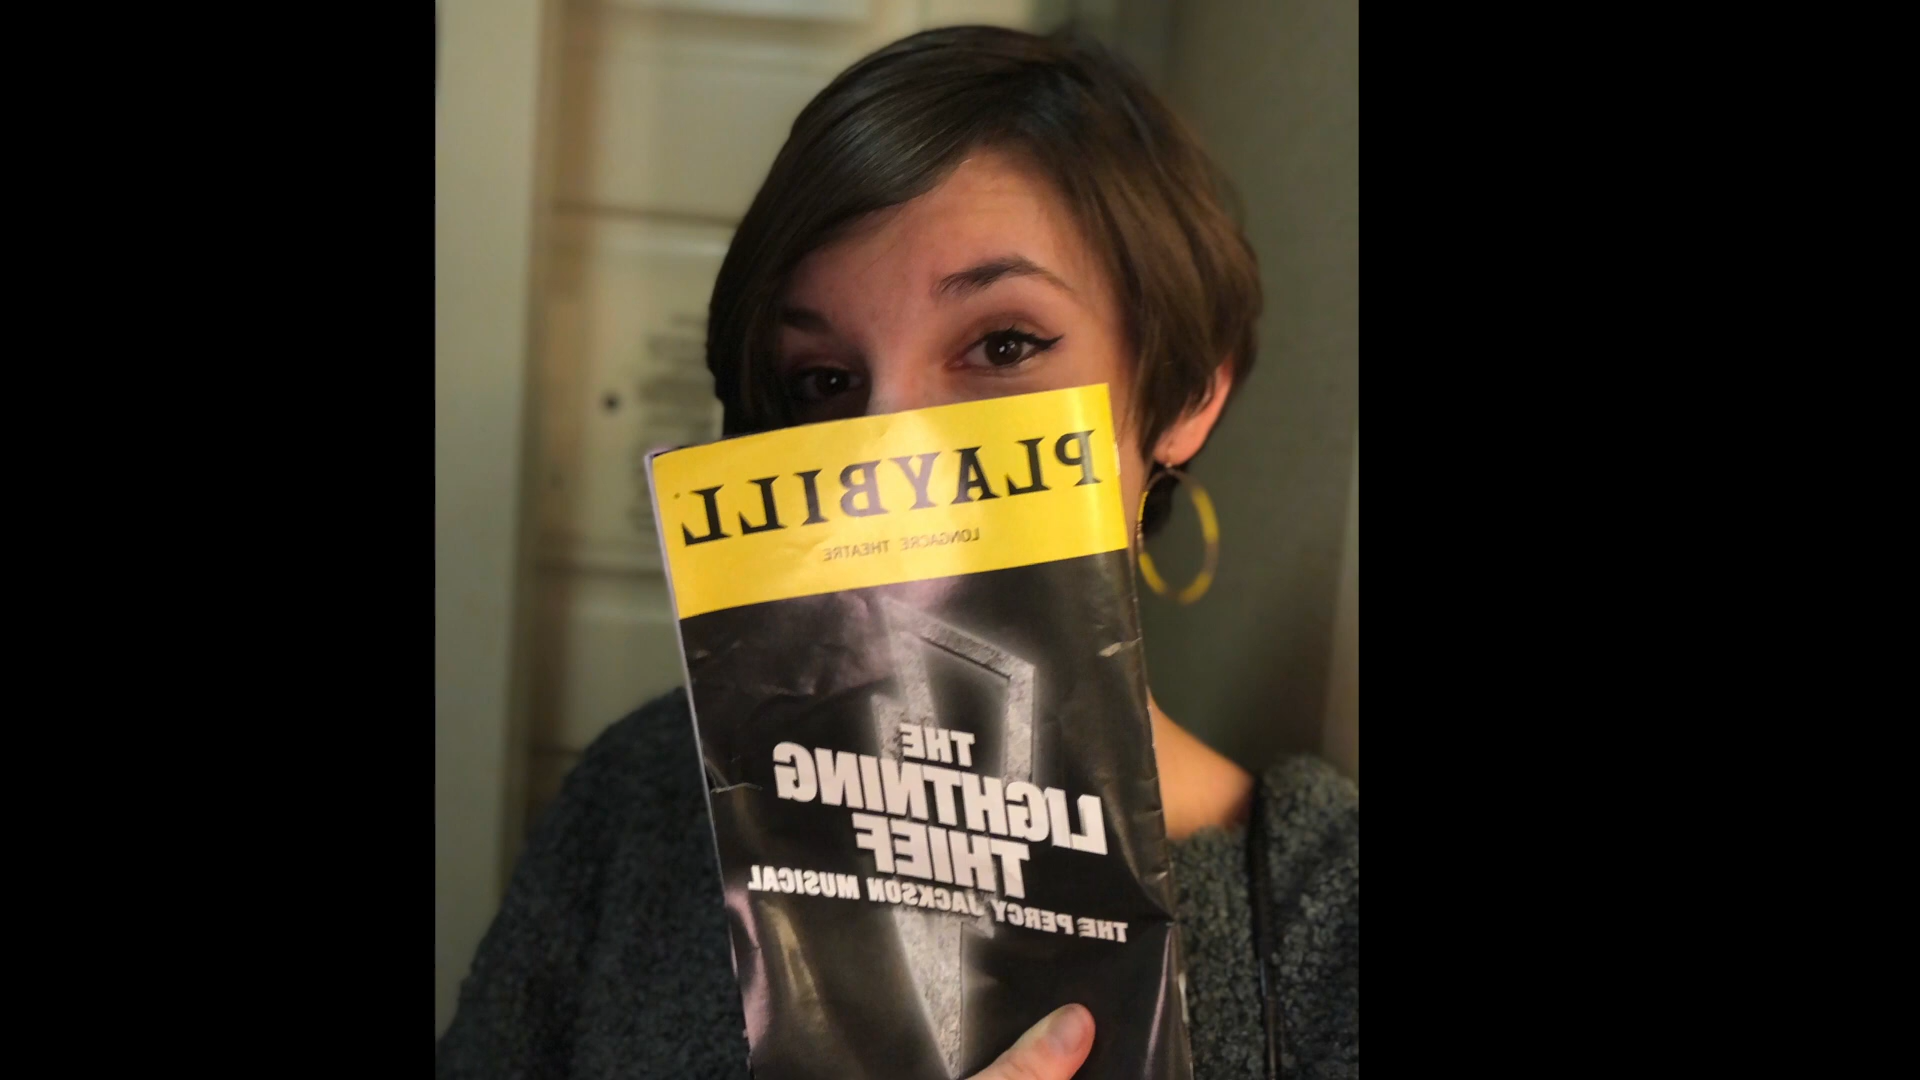 PLAYBILL
LONGACRE THEATRE
THE
LIGHTNING
THIEF
THE PERCY JACKSON MUSICAL